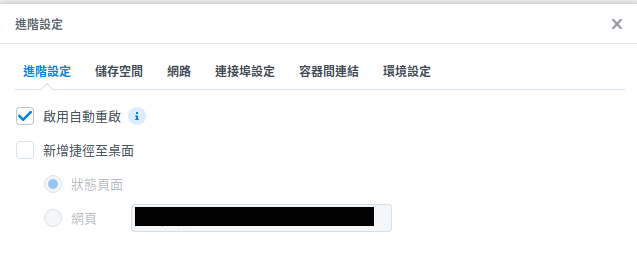 進階設定
進階設定 儲存空間 網路 連接埠設定 容器間連結 環境設定
啟用自動重啟
新增捷徑至桌面
狀態頁面
網頁